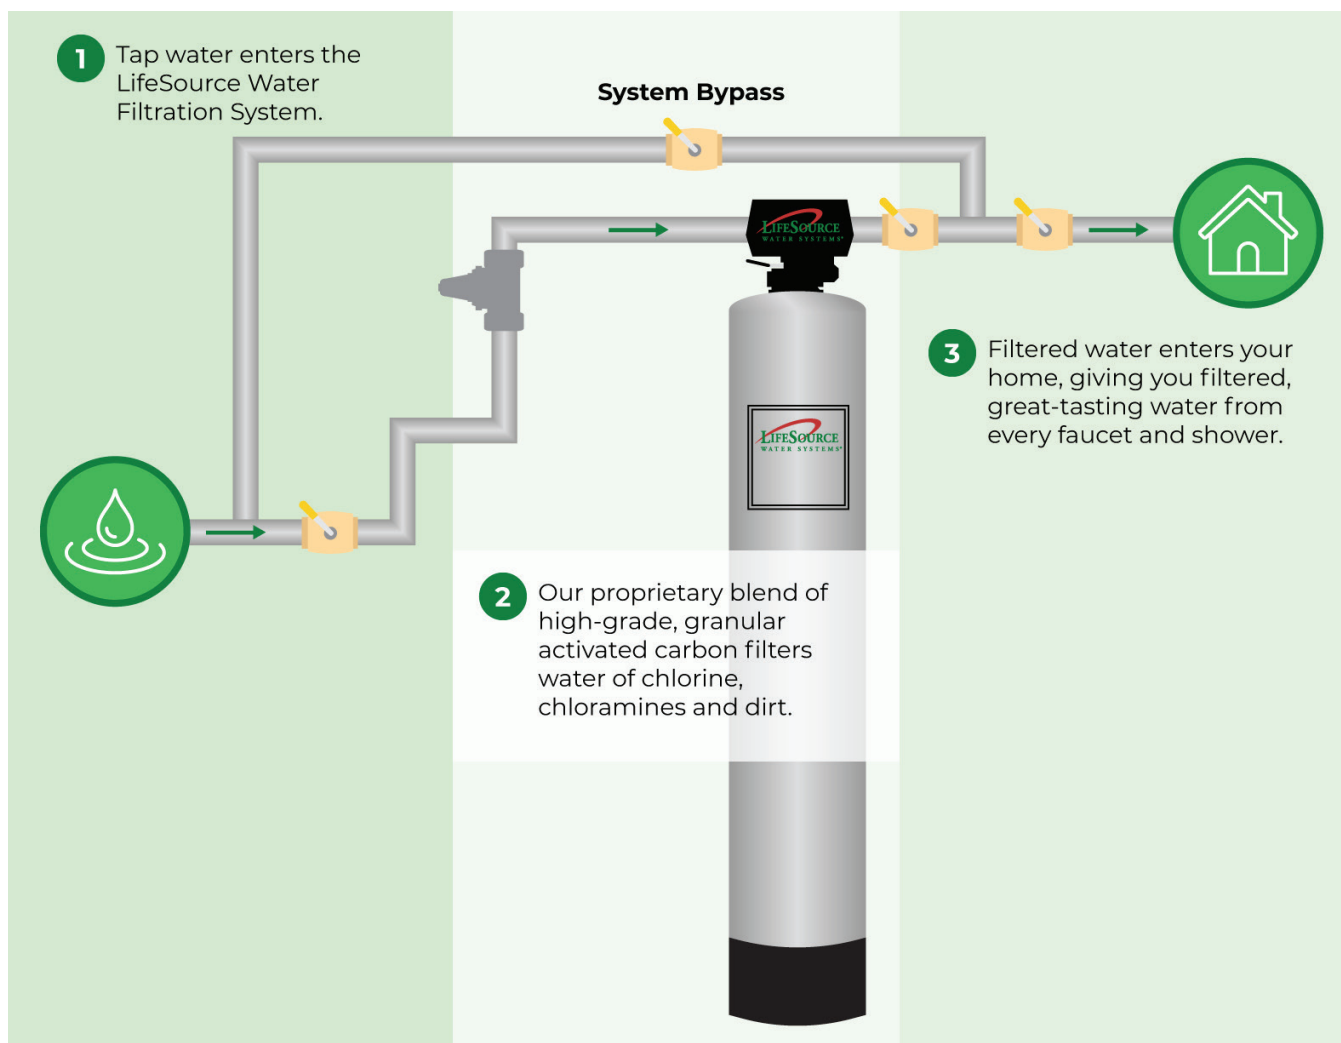 1
Tap water enters the
LifeSource Water
Filtration System.
System Bypass
LIFESOURCE
WATER SYSTEMS®
3
Filtered water enters your
home, giving you filtered,
great-tasting water from
every faucet and shower.
LIFESOURCE
WATER SYSTEMS®
2
Our proprietary blend of
high-grade, granular
activated carbon filters
water of chlorine,
chloramines and dirt.